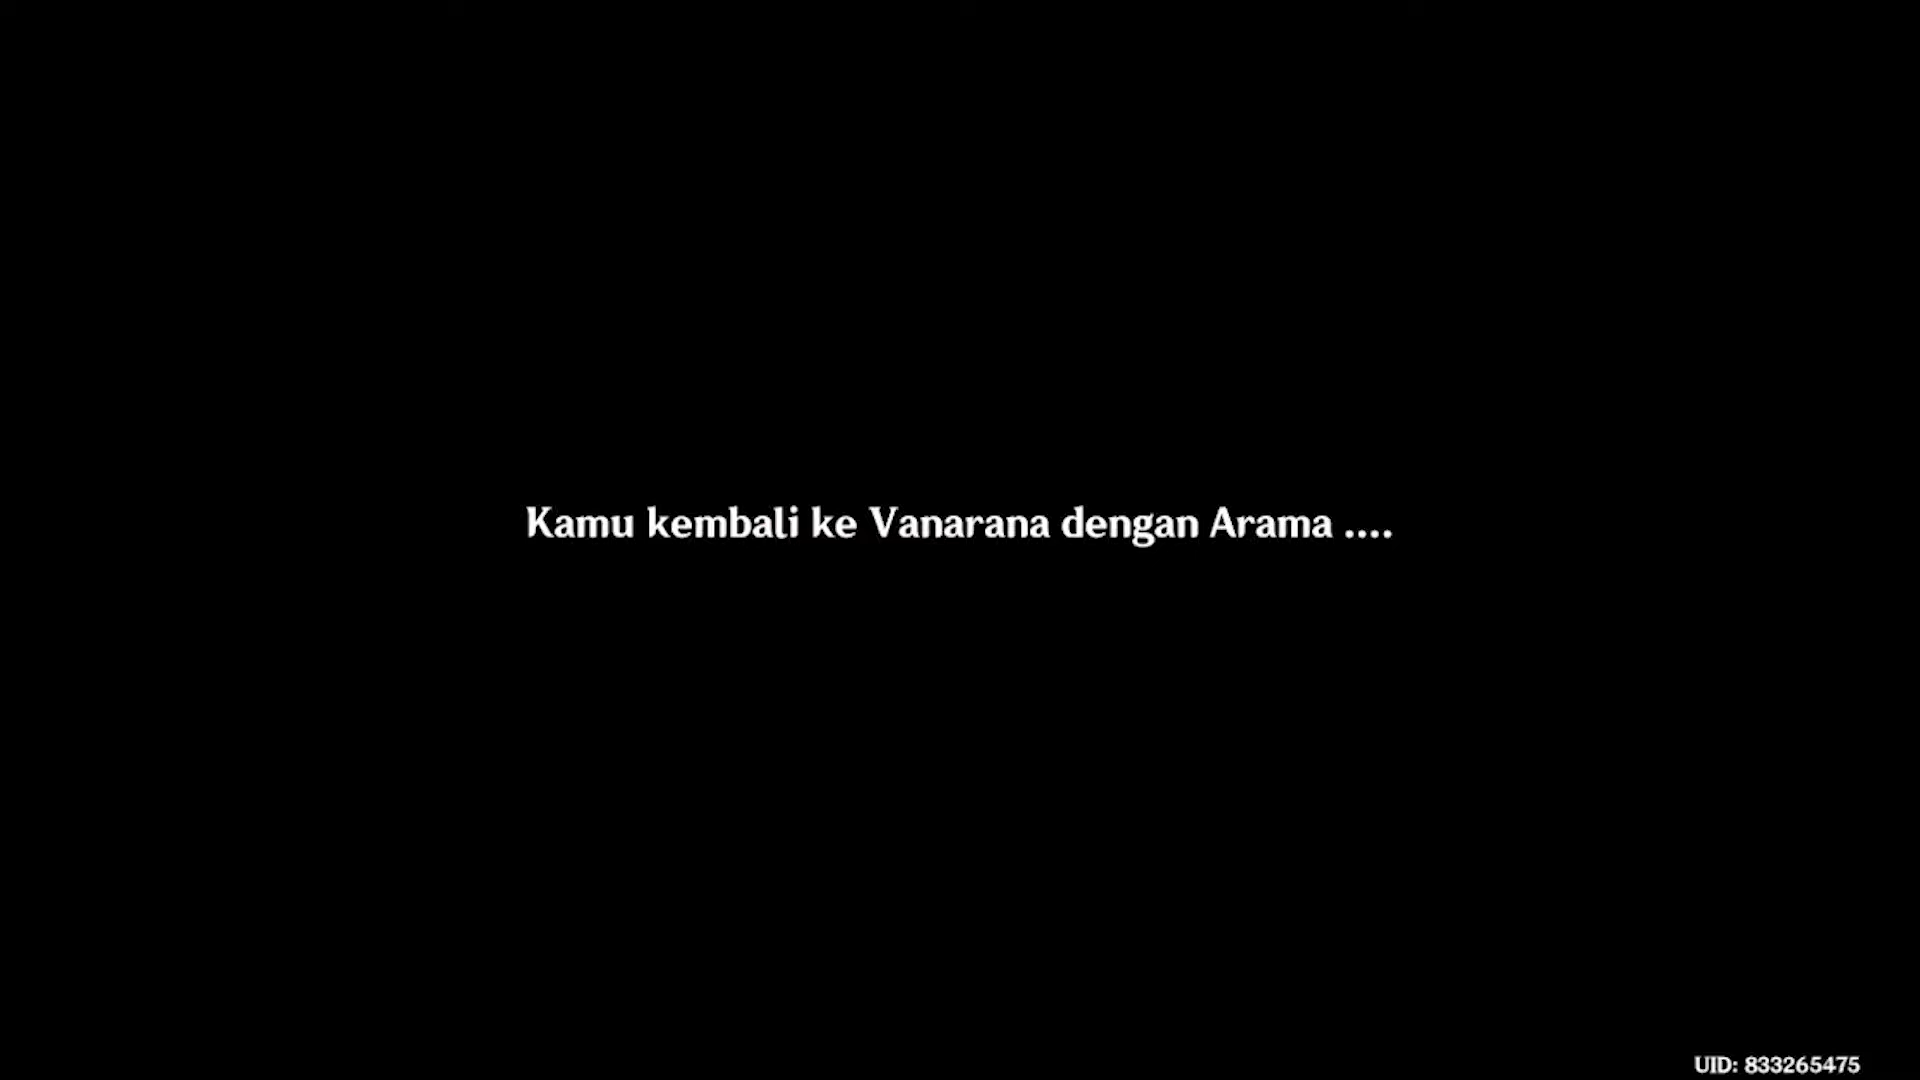 Kamu kembali ke Vanarana dengan Arama ....
UID: 833265475